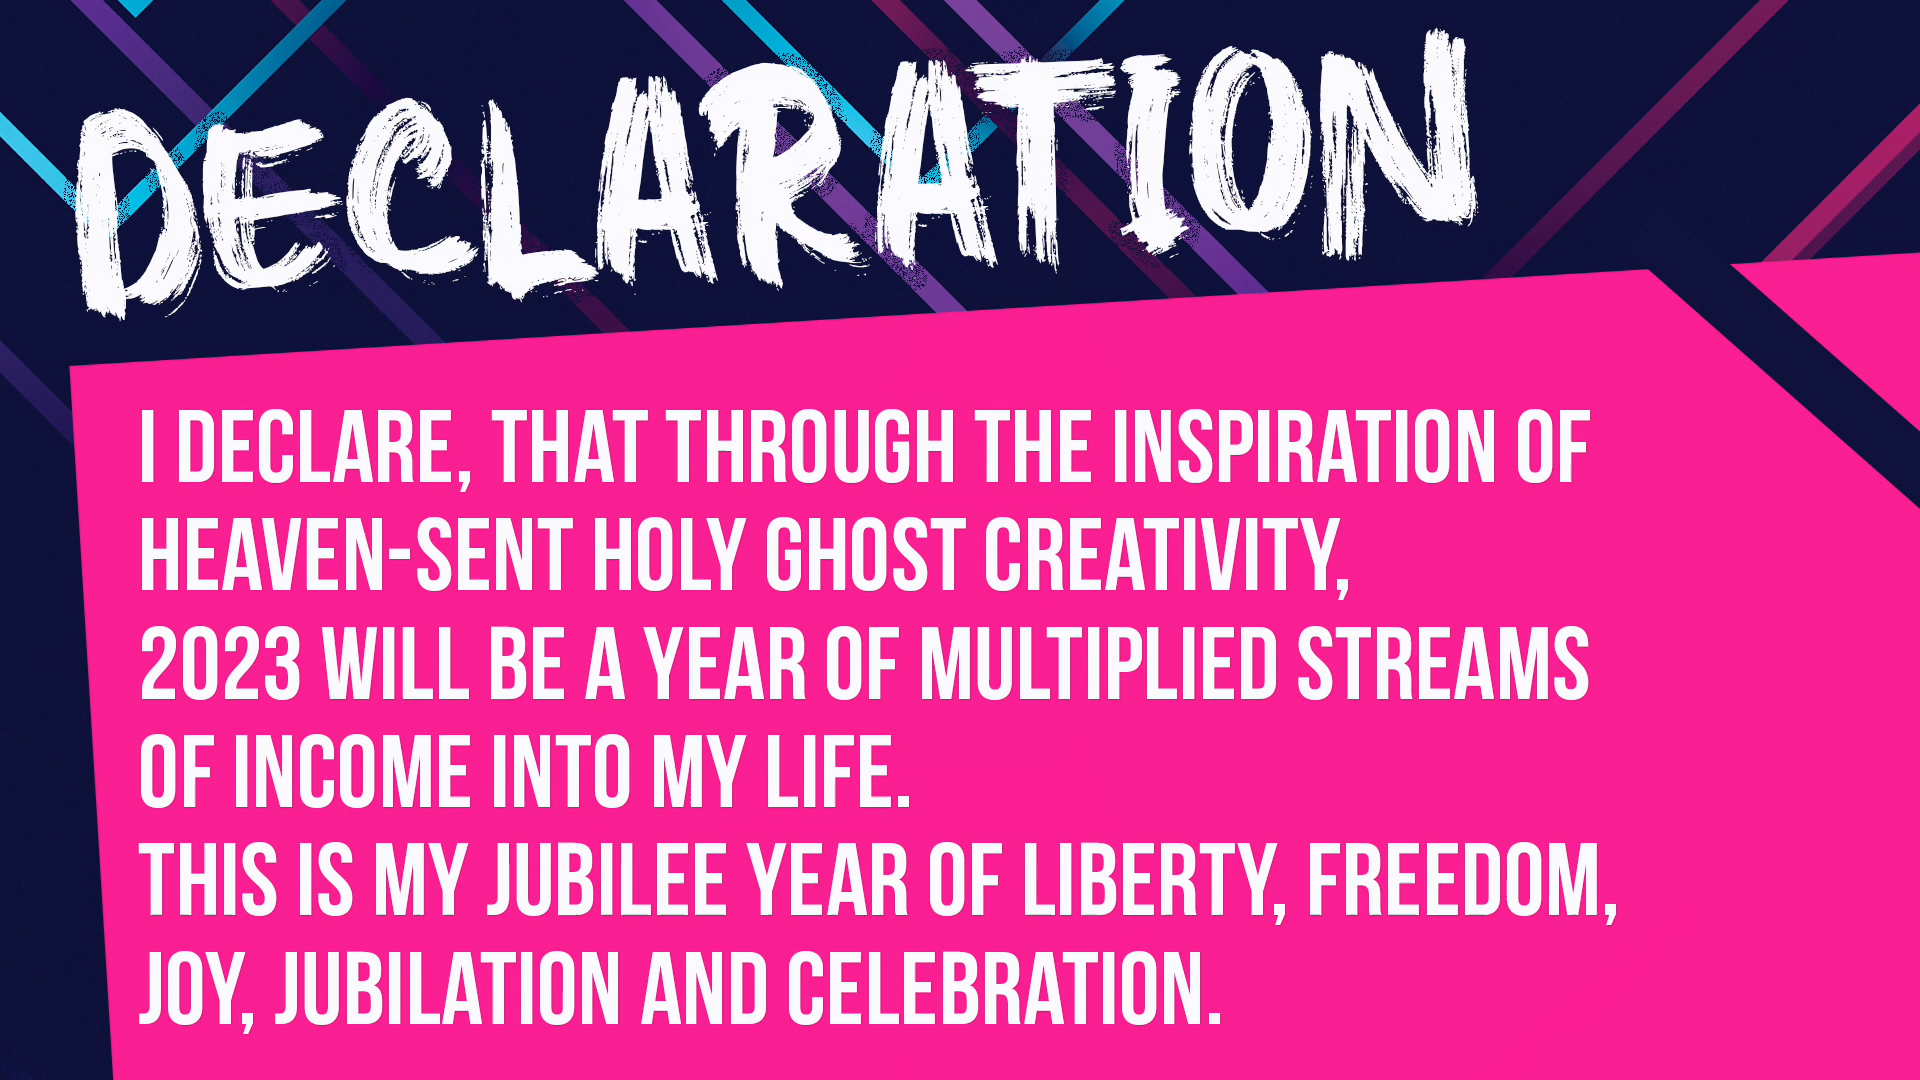 DECLARATION
I DECLARE, THAT THROUGH THE INSPIRATION OF
HEAVEN-SENT HOLY GHOST CREATIVITY,
2023 WILL BE A YEAR OF MULTIPLIED STREAMS
OF INCOME INTO MY LIFE.
THIS IS MY JUBILEE YEAR OF LIBERTY, FREEDOM,
JOY, JUBILATION AND CELEBRATION.